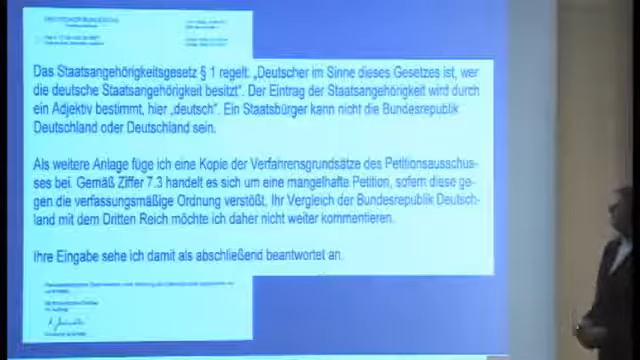 DEUTSCHER BUNDESTAG
Das Staatsangehörigkeitsgesetz § 1 regelt: „Deutscher im Sinne dieses Gesetzes ist, wer
die deutsche Staatsangehörigkeit besitzt“. Der Eintrag der Staatsangehörigkeit wird durch
ein Adjektiv bestimmt, hier „deutsch“. Ein Staatsbürger kann nicht die Bundesrepublik
Deutschland oder Deutschland sein.
Als weitere Anlage füge ich eine Kopie der Verfahrensgrundsätze des Petitionsausschus-
ses bei. Gemäß Ziffer 7.3 handelt es sich um eine mangelhafte Petition, sofern diese ge-
gen die verfassungsmäßige Ordnung verstößt, Ihr Vergleich der Bundesrepublik Deutsch-
land mit dem Dritten Reich möchte ich daher nicht weiter kommentieren.
Ihre Eingabe sehe ich damit als abschließend beantwortet an.